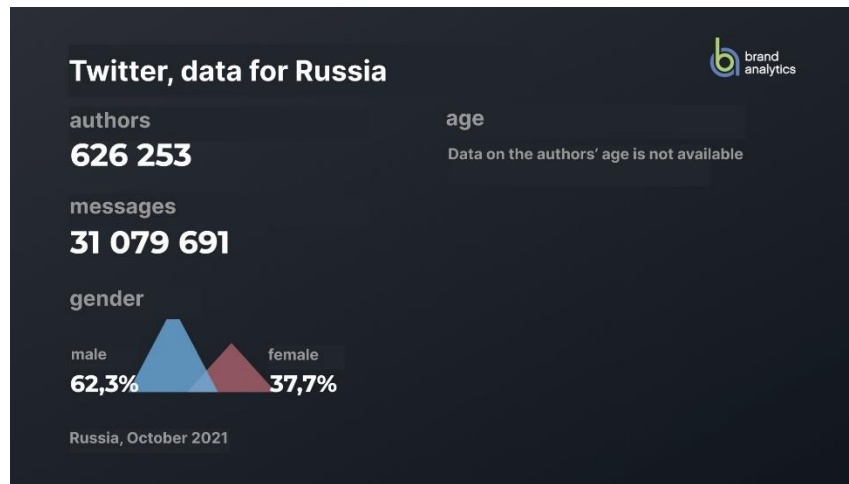 Twitter, data for Russia
brand
analytics
authors
626 253
messages
31 079 691
gender
male
62,3%
female
37,7%
Russia, October 2021
age
Data on the authors' age is not available